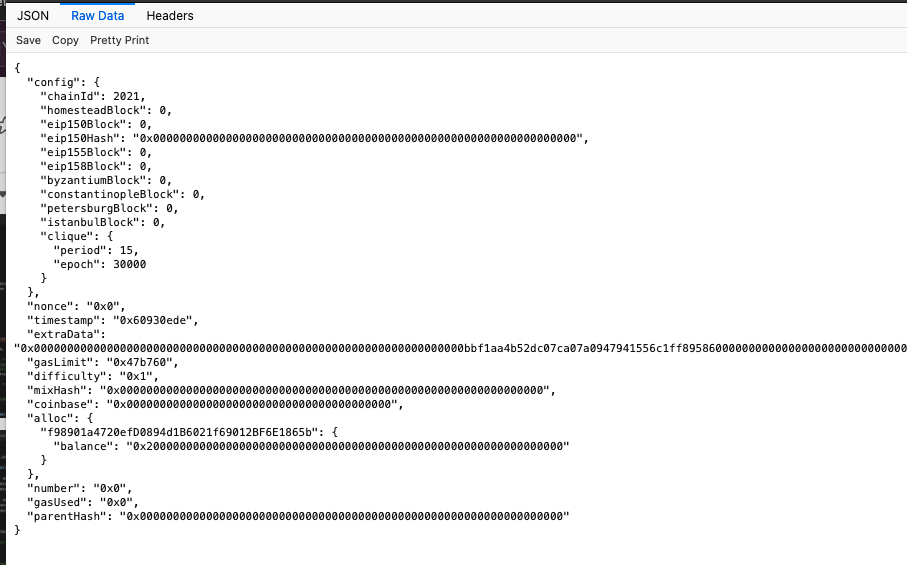 JSON Raw Data Headers
Save Copy Pretty Print
{
"config": {
"chainId": 2021,
"homesteadBlock": 0,
"eip150Block": 0,
"eip150Hash": "0x0000000000000000000000000000000000000000000000000000000000000000",
"eip155Block": 0,
"eip158Block": 0,
"byzantiumBlock": 0,
"constantinopleBlock": 0,
"petersburgBlock": 0,
"istanbulBlock": 0,
"clique": {
"period": 15,
"epoch": 30000
}
},
"nonce": "0x0",
"timestamp": "0x60930ede",
"extraData":
"0x00000000000000000000000000000000000000000000000000000000000000000bbf1aa4b52dc07ca07a0947941556c1ff8958600000000000000000000000000000
"gasLimit": "0x47b760",
"difficulty": "0x1",
"mixHash": "0x0000000000000000000000000000000000000000000000000000000000000000",
"coinbase": "0x0000000000000000000000000000000000000000",
"alloc": {
"f98901a4720efD0894d1B6021f69012BF6E1865b": {
"balance": "0x200000000000000000000000000000000000000000000000000000000000000"
}
},
"number": "0x0",
"gasUsed": "0x0",
"parentHash": "0x0000000000000000000000000000000000000000000000000000000000000000"
}